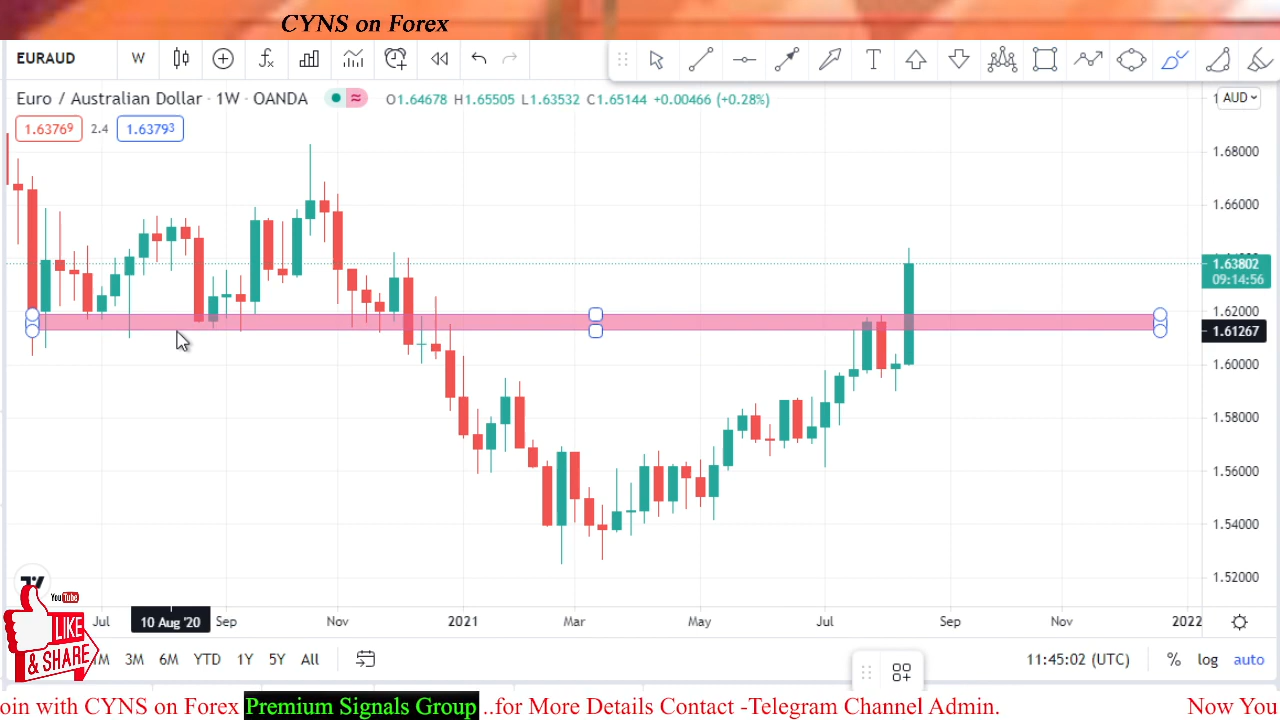 CYNS on Forex
EURAUD W fx T
Euro / Australian Dollar · 1W · OANDA ≈ O1.64678 H1.65505 L1.63532 C1.65144 +0.00466 (+0.28%)
AUD
1.63769 2.4 1.63793
1.68000
1.66000
1.63802
09:14:56
1.62000
1.61267
1.60000
1.58000
1.56000
1.54000
1.52000
Jul 10 Aug '20 Sep Nov 2021 Mar May Jul Sep Nov 2022
YouTube
LIKE
& SHARE
1M 3M 6M YTD 1Y 5Y All 11:45:02 (UTC) % log auto
oin with CYNS on Forex Premium Signals Group ..for More Details Contact -Telegram Channel Admin. Now You